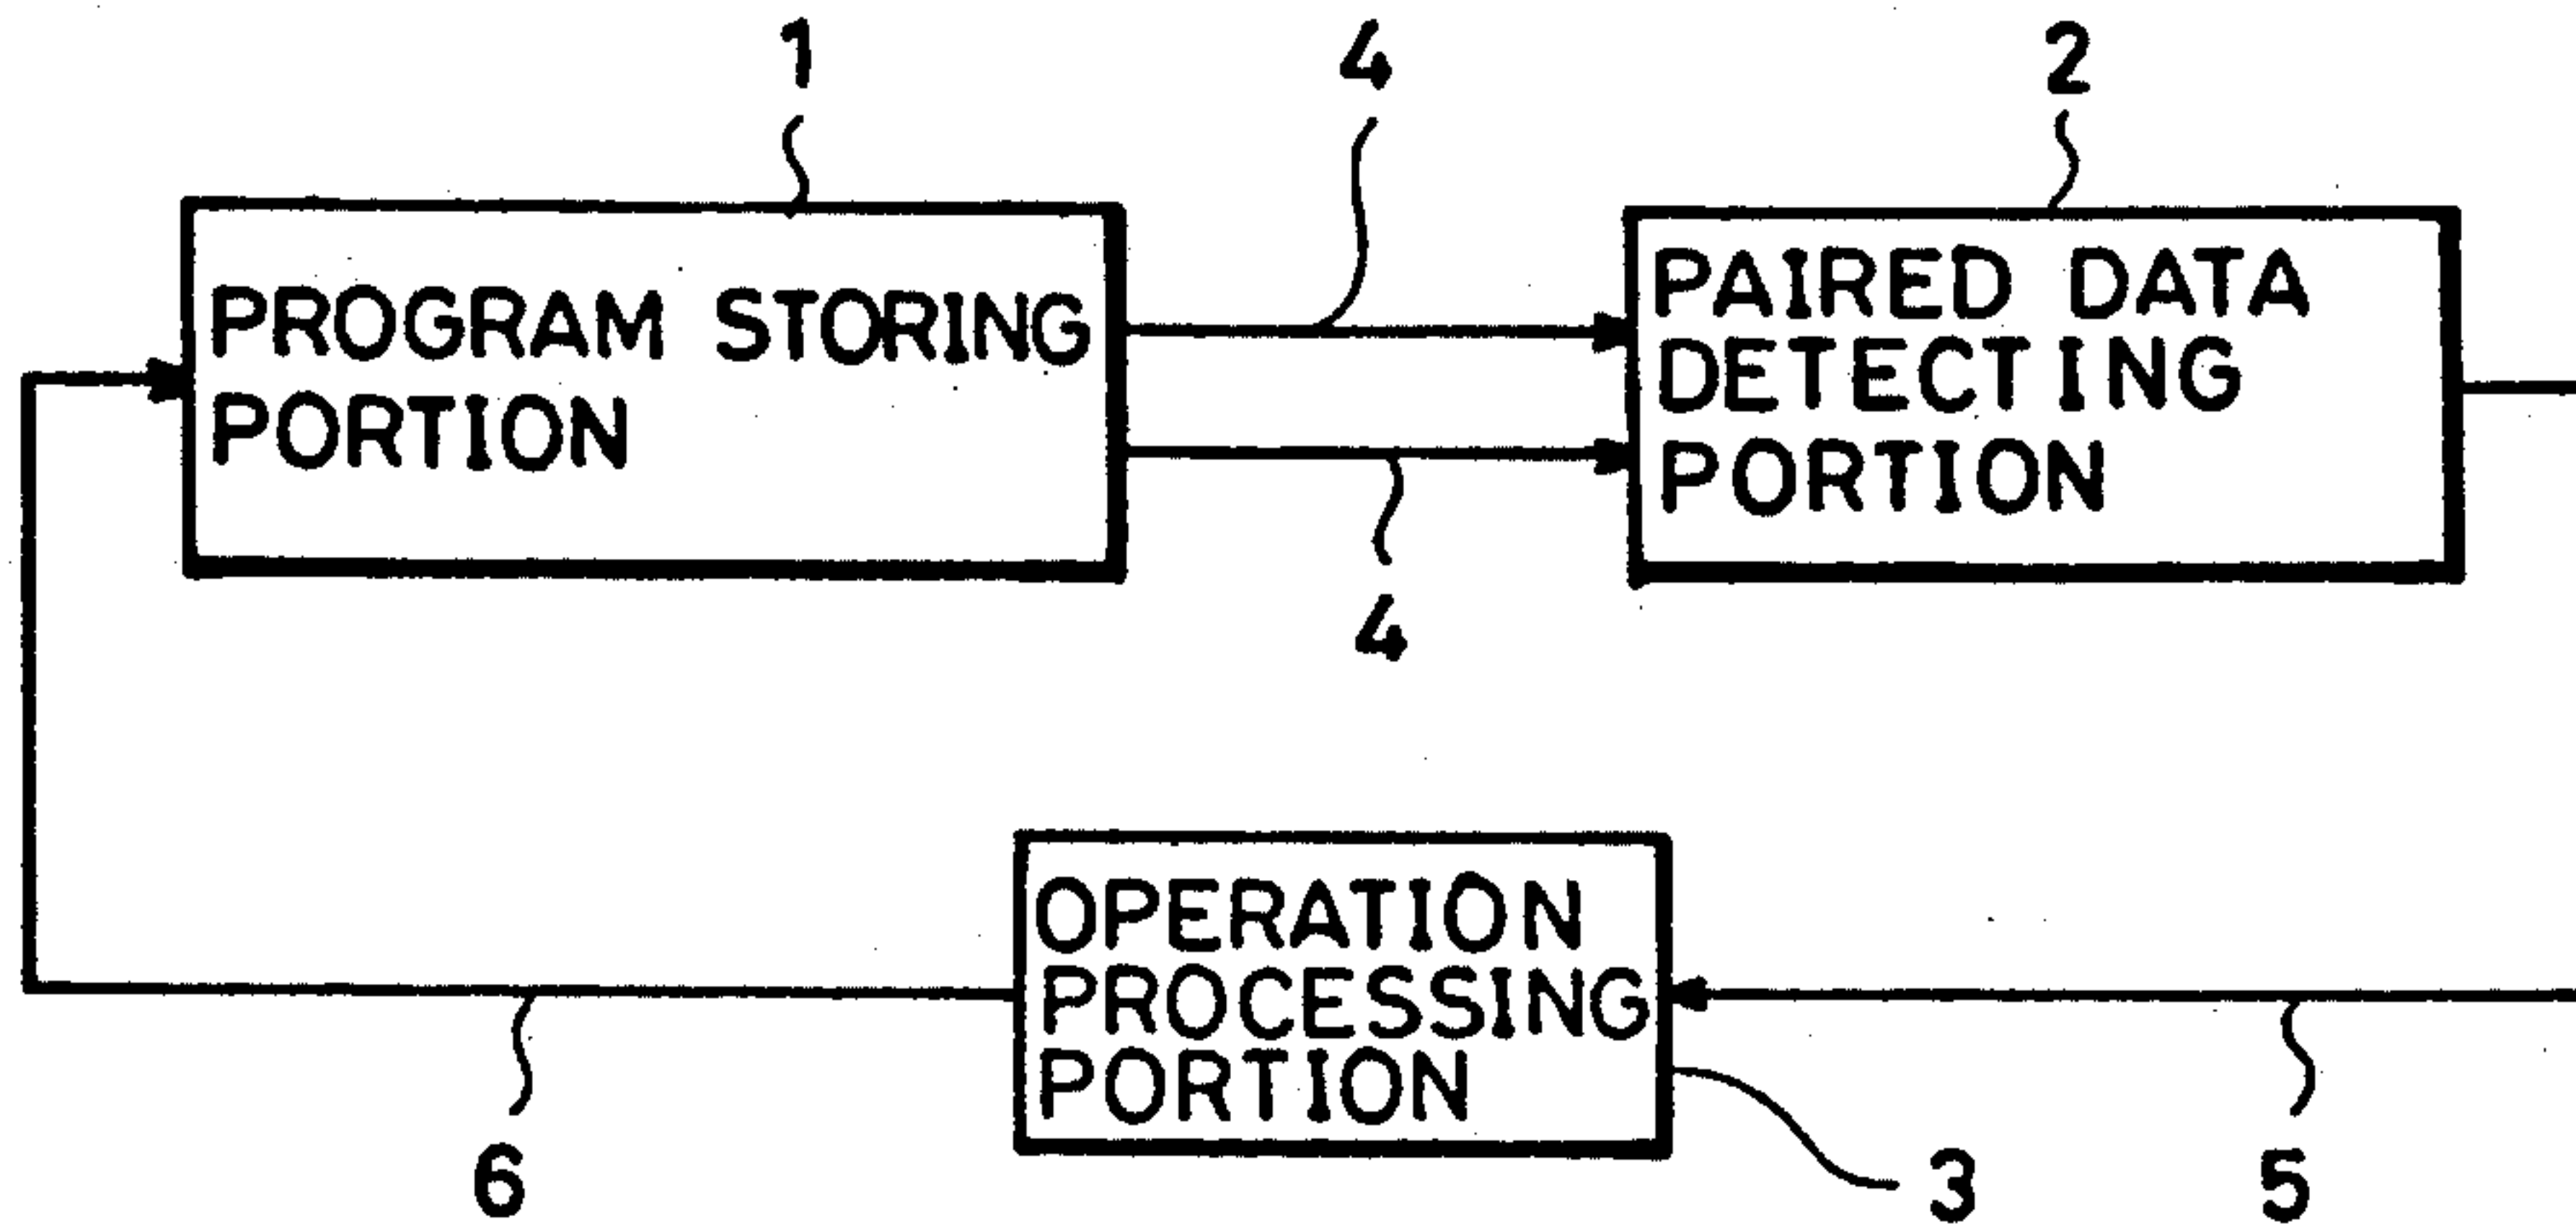 1
4
2
PROGRAM STORING
PORTION
PAIRED DATA
DETECTING
PORTION
4
OPERATION
PROCESSING
PORTION
6
3
5